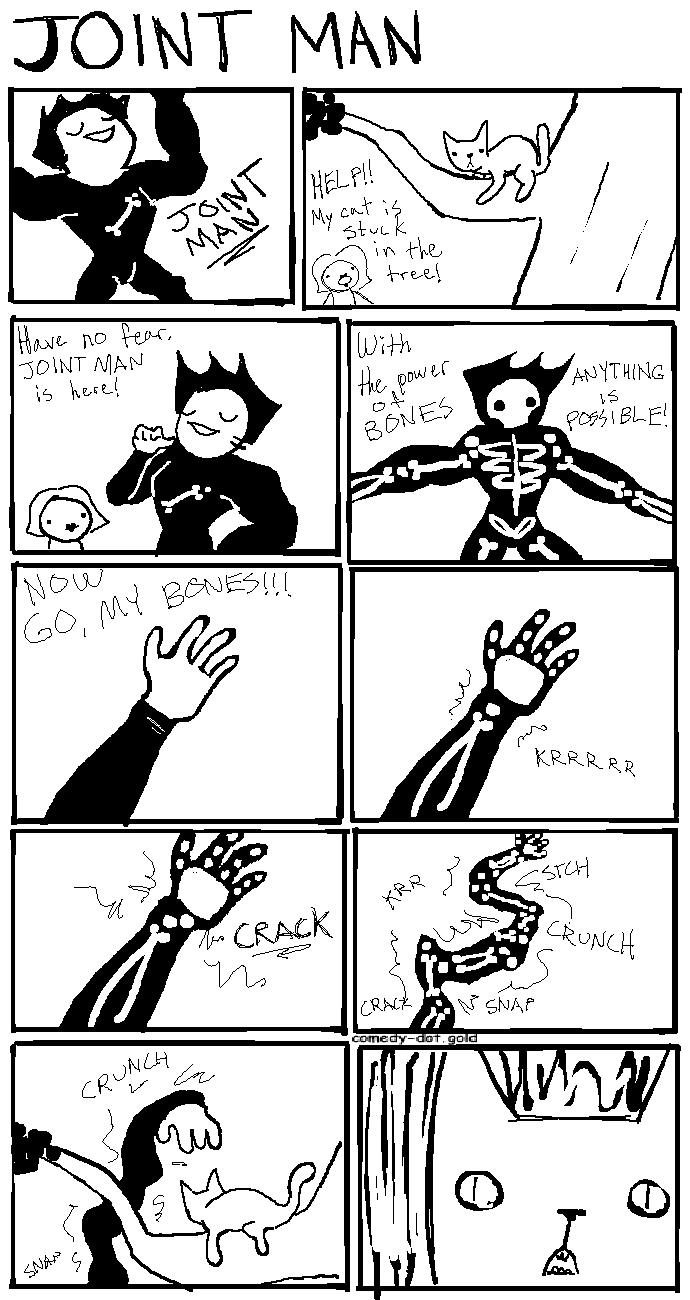 JOINT MAN
JOINT
MAN
HELP!!
My cat is
stuck
in the
tree!
Have no fear,
JOINT MAN
is here!
With
the power
of
BONES
ANYTHING
is
POSSIBLE!
NOW
GO, MY BONES!!!
KRRRRR
CRACK
KRR
STCH
CRUNCH
CRACK
SNAP
comedy-dot.gold
CRUNCH
SNAP